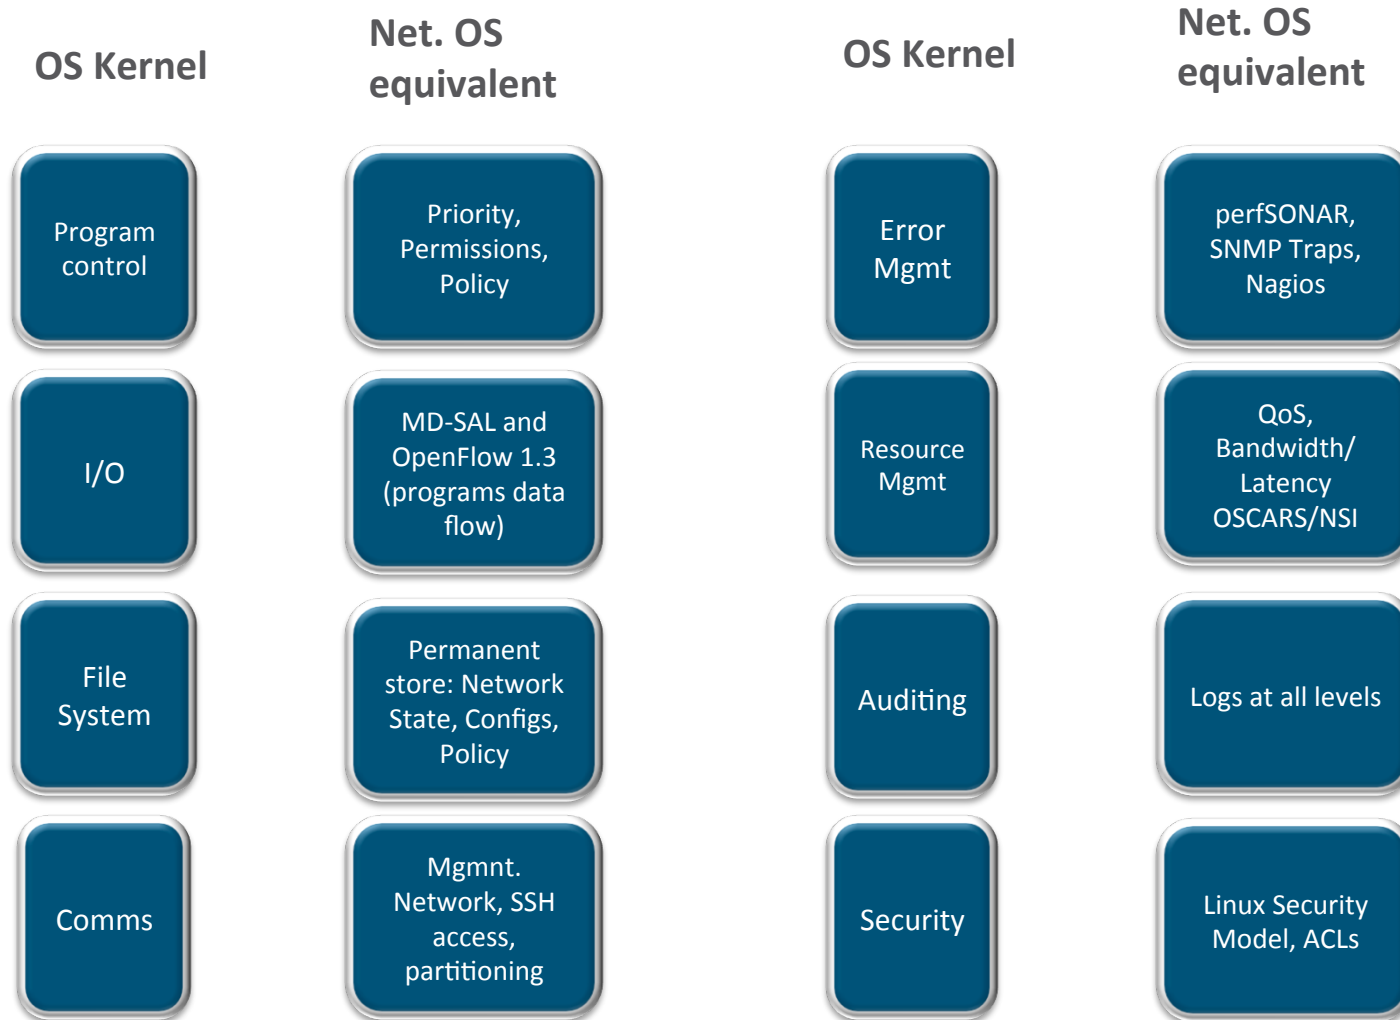 OS Kernel
Net. OS
equivalent
OS Kernel
Net. OS
equivalent
Program
control
Priority,
Permissions,
Policy
Error
Mgmt
perfSONAR,
SNMP Traps,
Nagios
I/O
MD-SAL and
OpenFlow 1.3
(programs data
flow)
Resource
Mgmt
QoS,
Bandwidth/
Latency
OSCARS/NSI
File
System
Permanent
store: Network
State, Configs,
Policy
Auditing
Logs at all levels
Comms
Mgmnt.
Network, SSH
access,
partitioning
Security
Linux Security
Model, ACLs